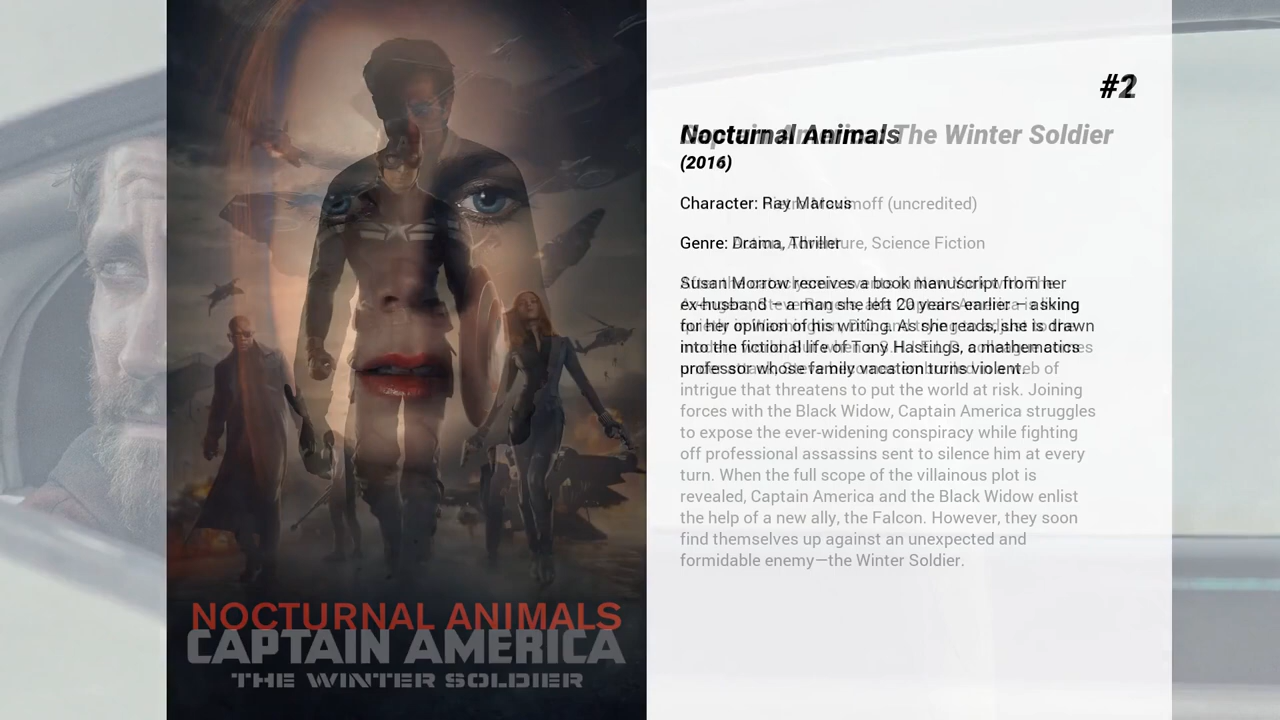 #2
Nocturnal Animals
The Winter Soldier
(2016)
Character: Ray Marcus
(uncredited)
Genre: Drama, Thriller
, Science Fiction
Susan Morrow receives a book manuscript from her
ex-husband – a man she left 20 years earlier – asking
for her opinion of his writing. As she reads, she is drawn
into the fictional life of Tony Hastings, a mathematics
professor whose family vacation turns violent.
intrigue that threatens to put the world at risk. Joining
forces with the Black Widow, Captain America struggles
to expose the ever-widening conspiracy while fighting
off professional assassins sent to silence him at every
turn. When the full scope of the villainous plot is
revealed, Captain America and the Black Widow enlist
the help of a new ally, the Falcon. However, they soon
find themselves up against an unexpected and
formidable enemy—the Winter Soldier.
NOCTURNAL ANIMALS
CAPTAIN AMERICA
THE WINTER SOLDIER